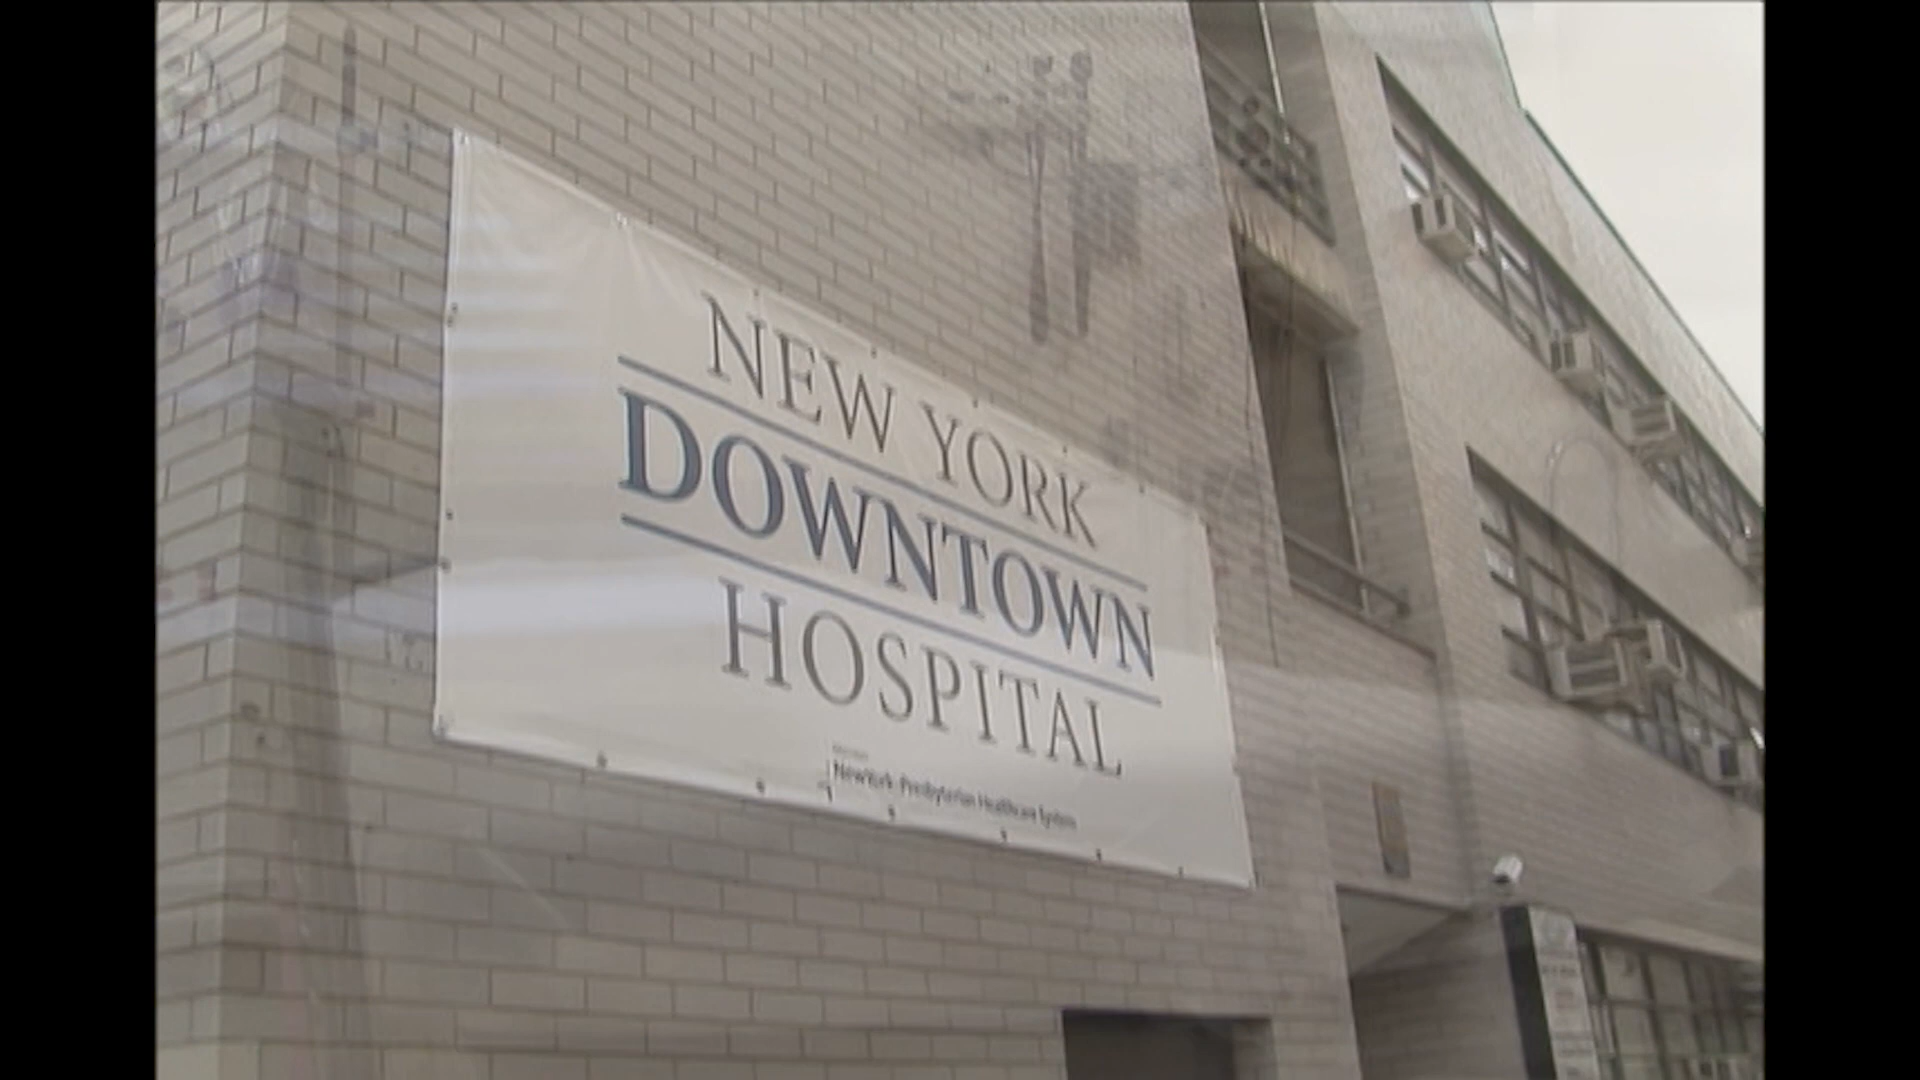 NEW YORK
DOWNTOWN
HOSPITAL
NewYork-Presbyterian Healthcare System